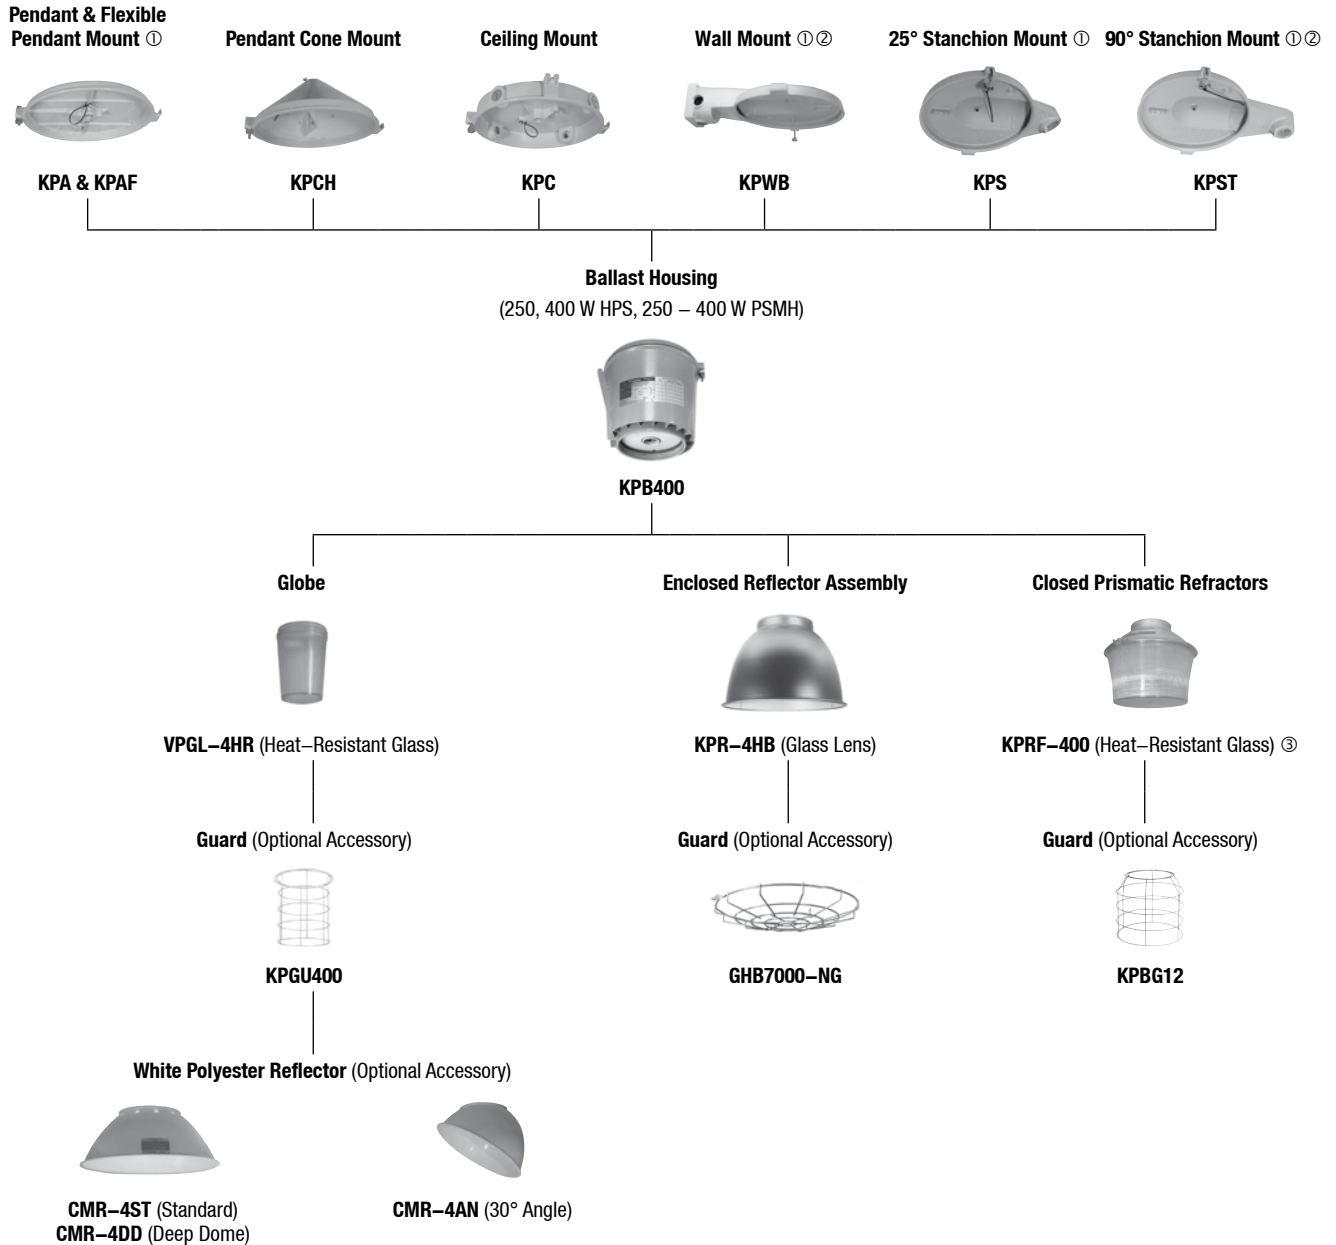 Pendant & Flexible
Pendant Mount ①
Pendant Cone Mount
Ceiling Mount
Wall Mount ①②
25° Stanchion Mount ①
90° Stanchion Mount ①②
KPA & KPAF
KPCH
KPC
KPWB
KPS
KPST
Ballast Housing
(250, 400 W HPS, 250 – 400 W PSMH)
KPB400
Globe
Enclosed Reflector Assembly
Closed Prismatic Refractors
VPGL–4HR (Heat–Resistant Glass)
KPR–4HB (Glass Lens)
KPRF–400 (Heat–Resistant Glass) ③
Guard (Optional Accessory)
Guard (Optional Accessory)
Guard (Optional Accessory)
KPGU400
GHB7000–NG
KPBG12
White Polyester Reflector (Optional Accessory)
CMR–4ST (Standard)
CMR–4DD (Deep Dome)
CMR–4AN (30° Angle)